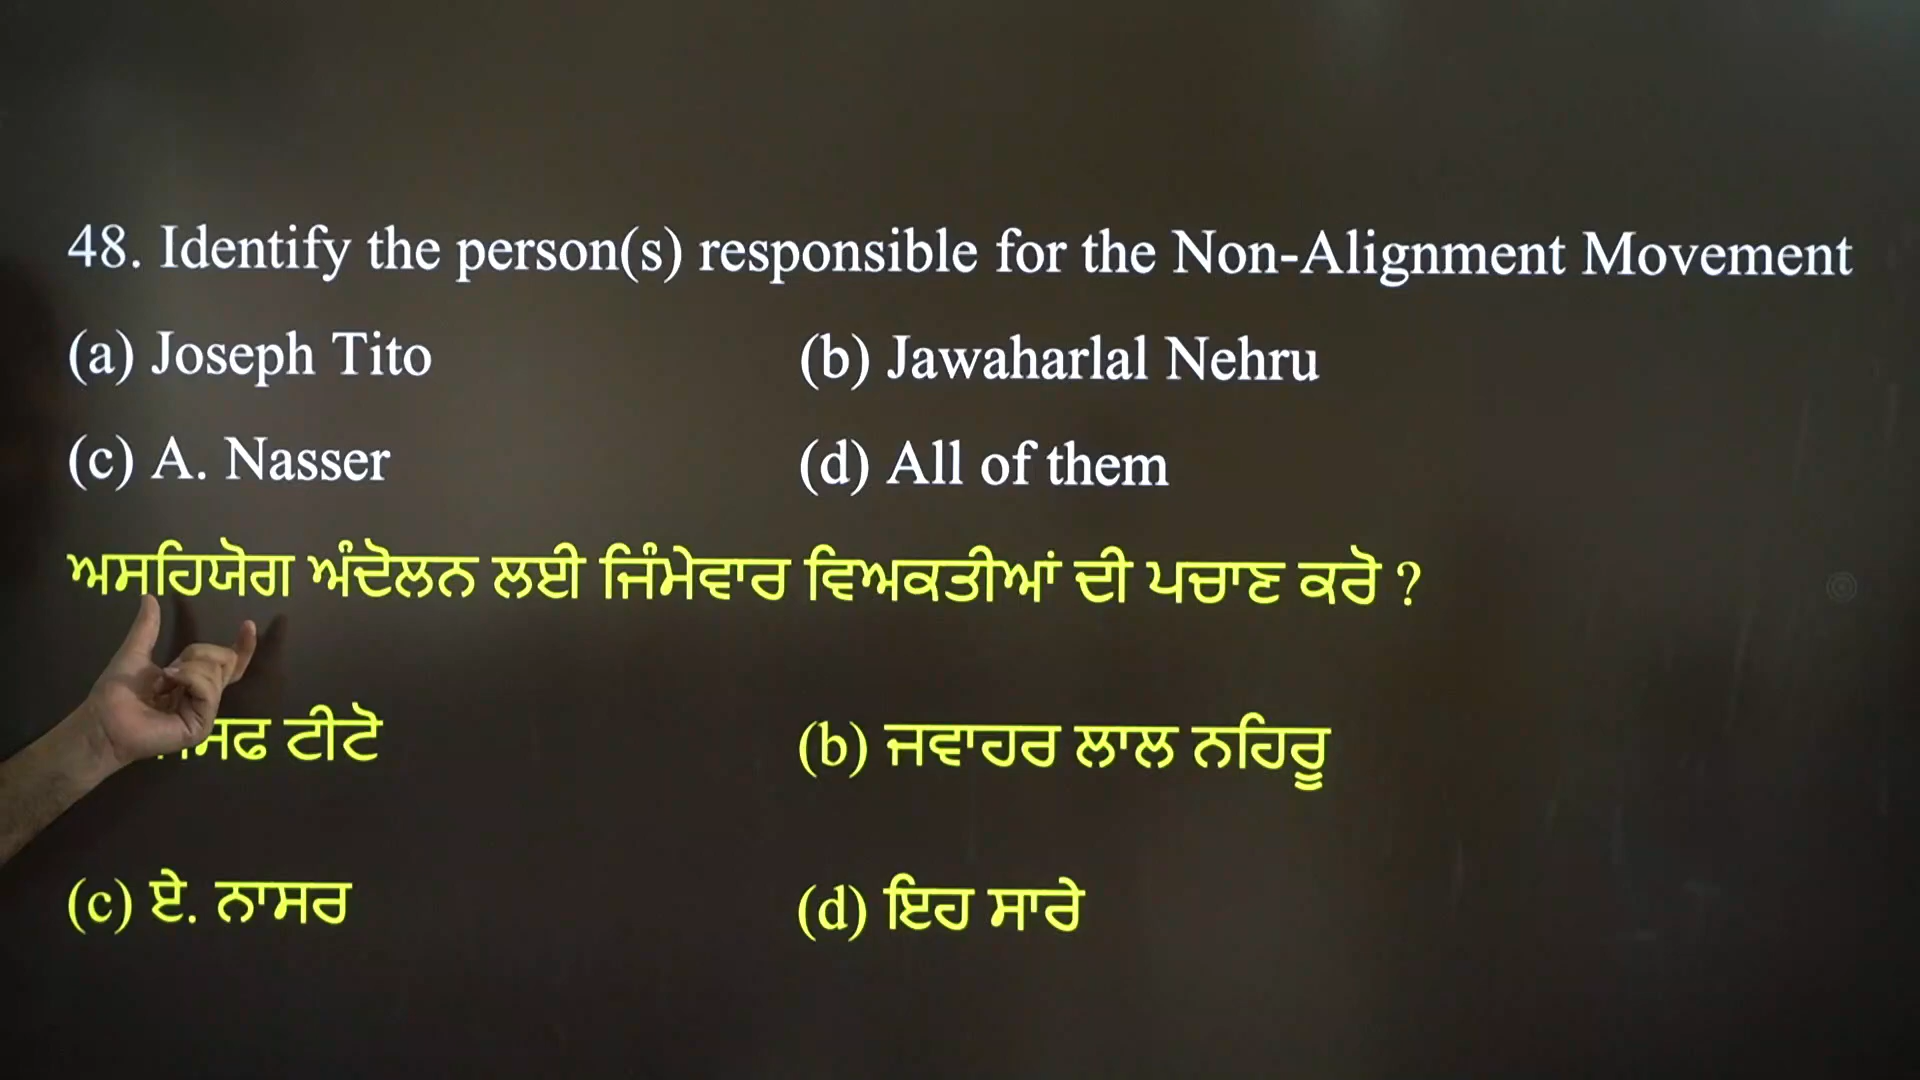 48. Identify the person(s) responsible for the Non-Alignment Movement
(a) Joseph Tito (b) Jawaharlal Nehru
(c) A. Nasser (d) All of them
ਅਸਹਿਯੋਗ ਅੰਦੋਲਨ ਲਈ ਜਿੰਮੇਵਾਰ ਵਿਅਕਤੀਆਂ ਦੀ ਪਚਾਣ ਕਰੋ ?
ਟੀਟੋ (b) ਜਵਾਹਰ ਲਾਲ ਨਹਿਰੂ
(c) ਏ. ਨਾਸਰ (d) ਇਹ ਸਾਰੇ